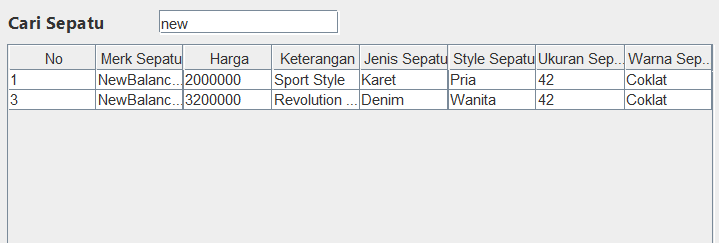 Cari Sepatu new
No Merk Sepatu Harga Keterangan Jenis Sepatu Style Sepatu Ukuran Sep... Warna Sep...
1 NewBalanc... 2000000 Sport Style Karet Pria 42 Coklat
3 NewBalanc... 3200000 Revolution ... Denim Wanita 42 Coklat